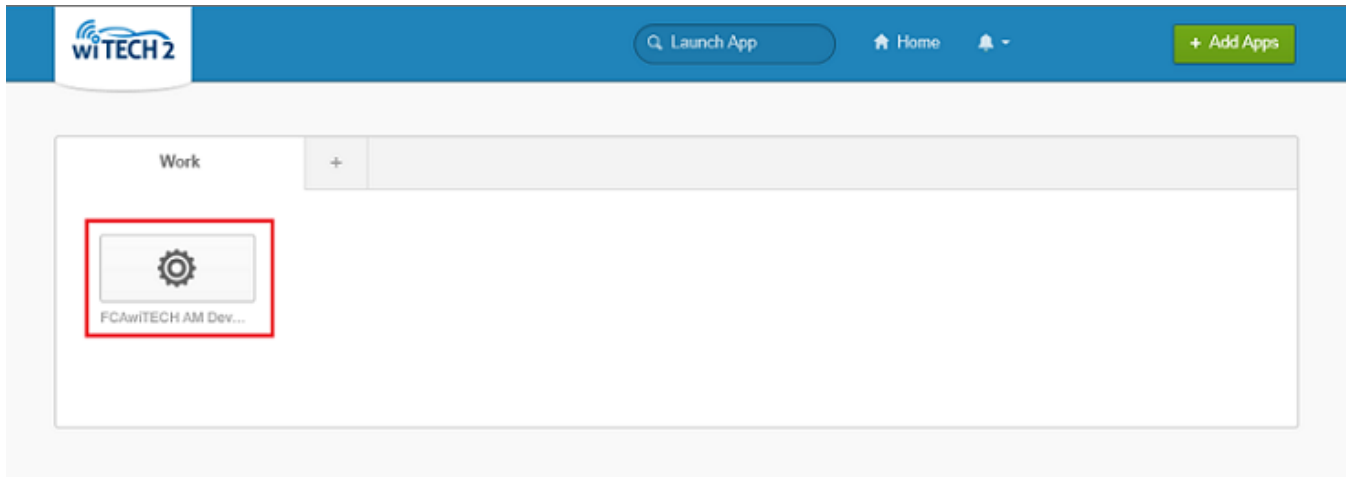 wiTECH 2
Launch App
Home
+ Add Apps
Work
+
FCAwiTECH AM Dev...